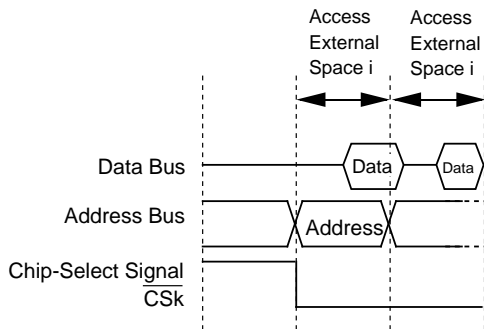 Access
External
Space i
Access
External
Space i
Data Bus
Data
Data
Address Bus
Address
Chip-Select Signal
CSk